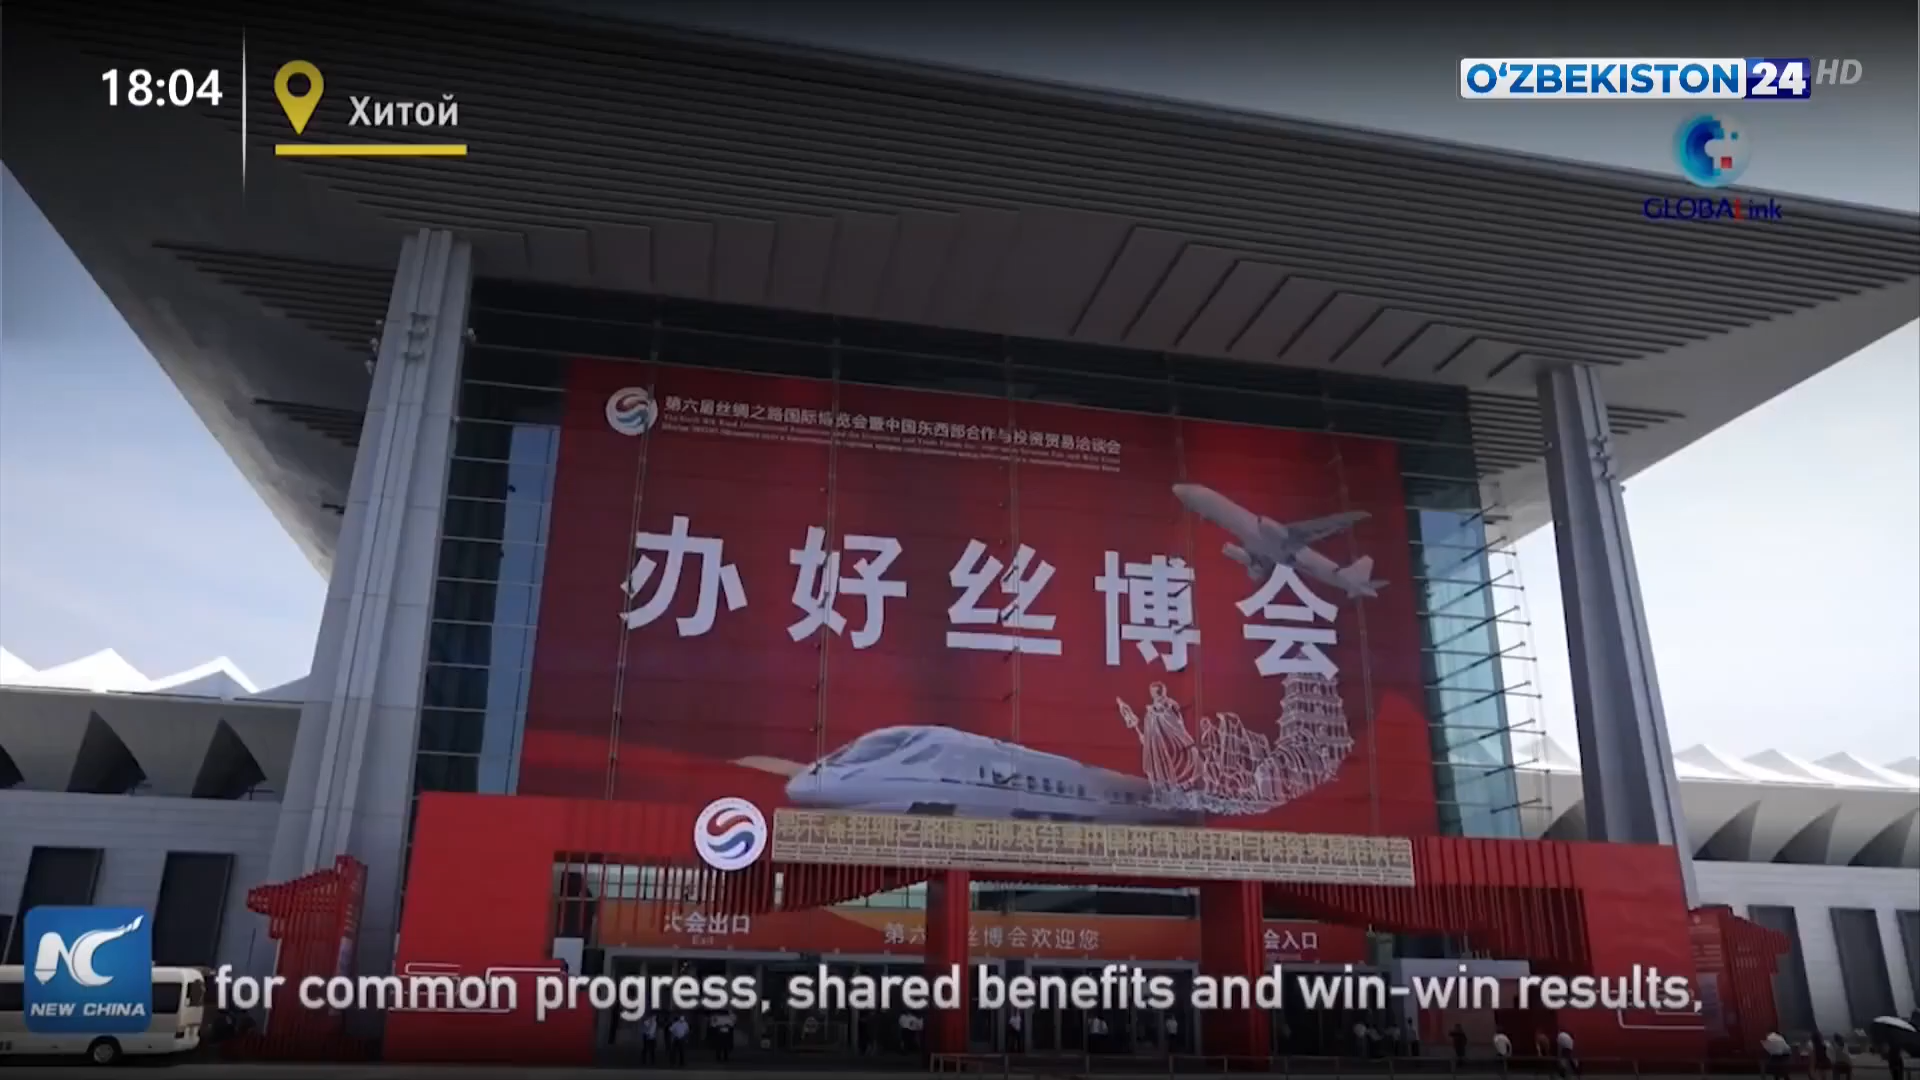 18:04
Хитой
O‘ZBEKISTON 24 HD
GLOBALink
第六届丝绸之路国际博览会暨中国东西部合作与投资贸易洽谈会
办好丝博会
大会出口
Exit
第六 丝博会欢迎您
会入口
for common progress, shared benefits and win-win results,
NC
NEW CHINA